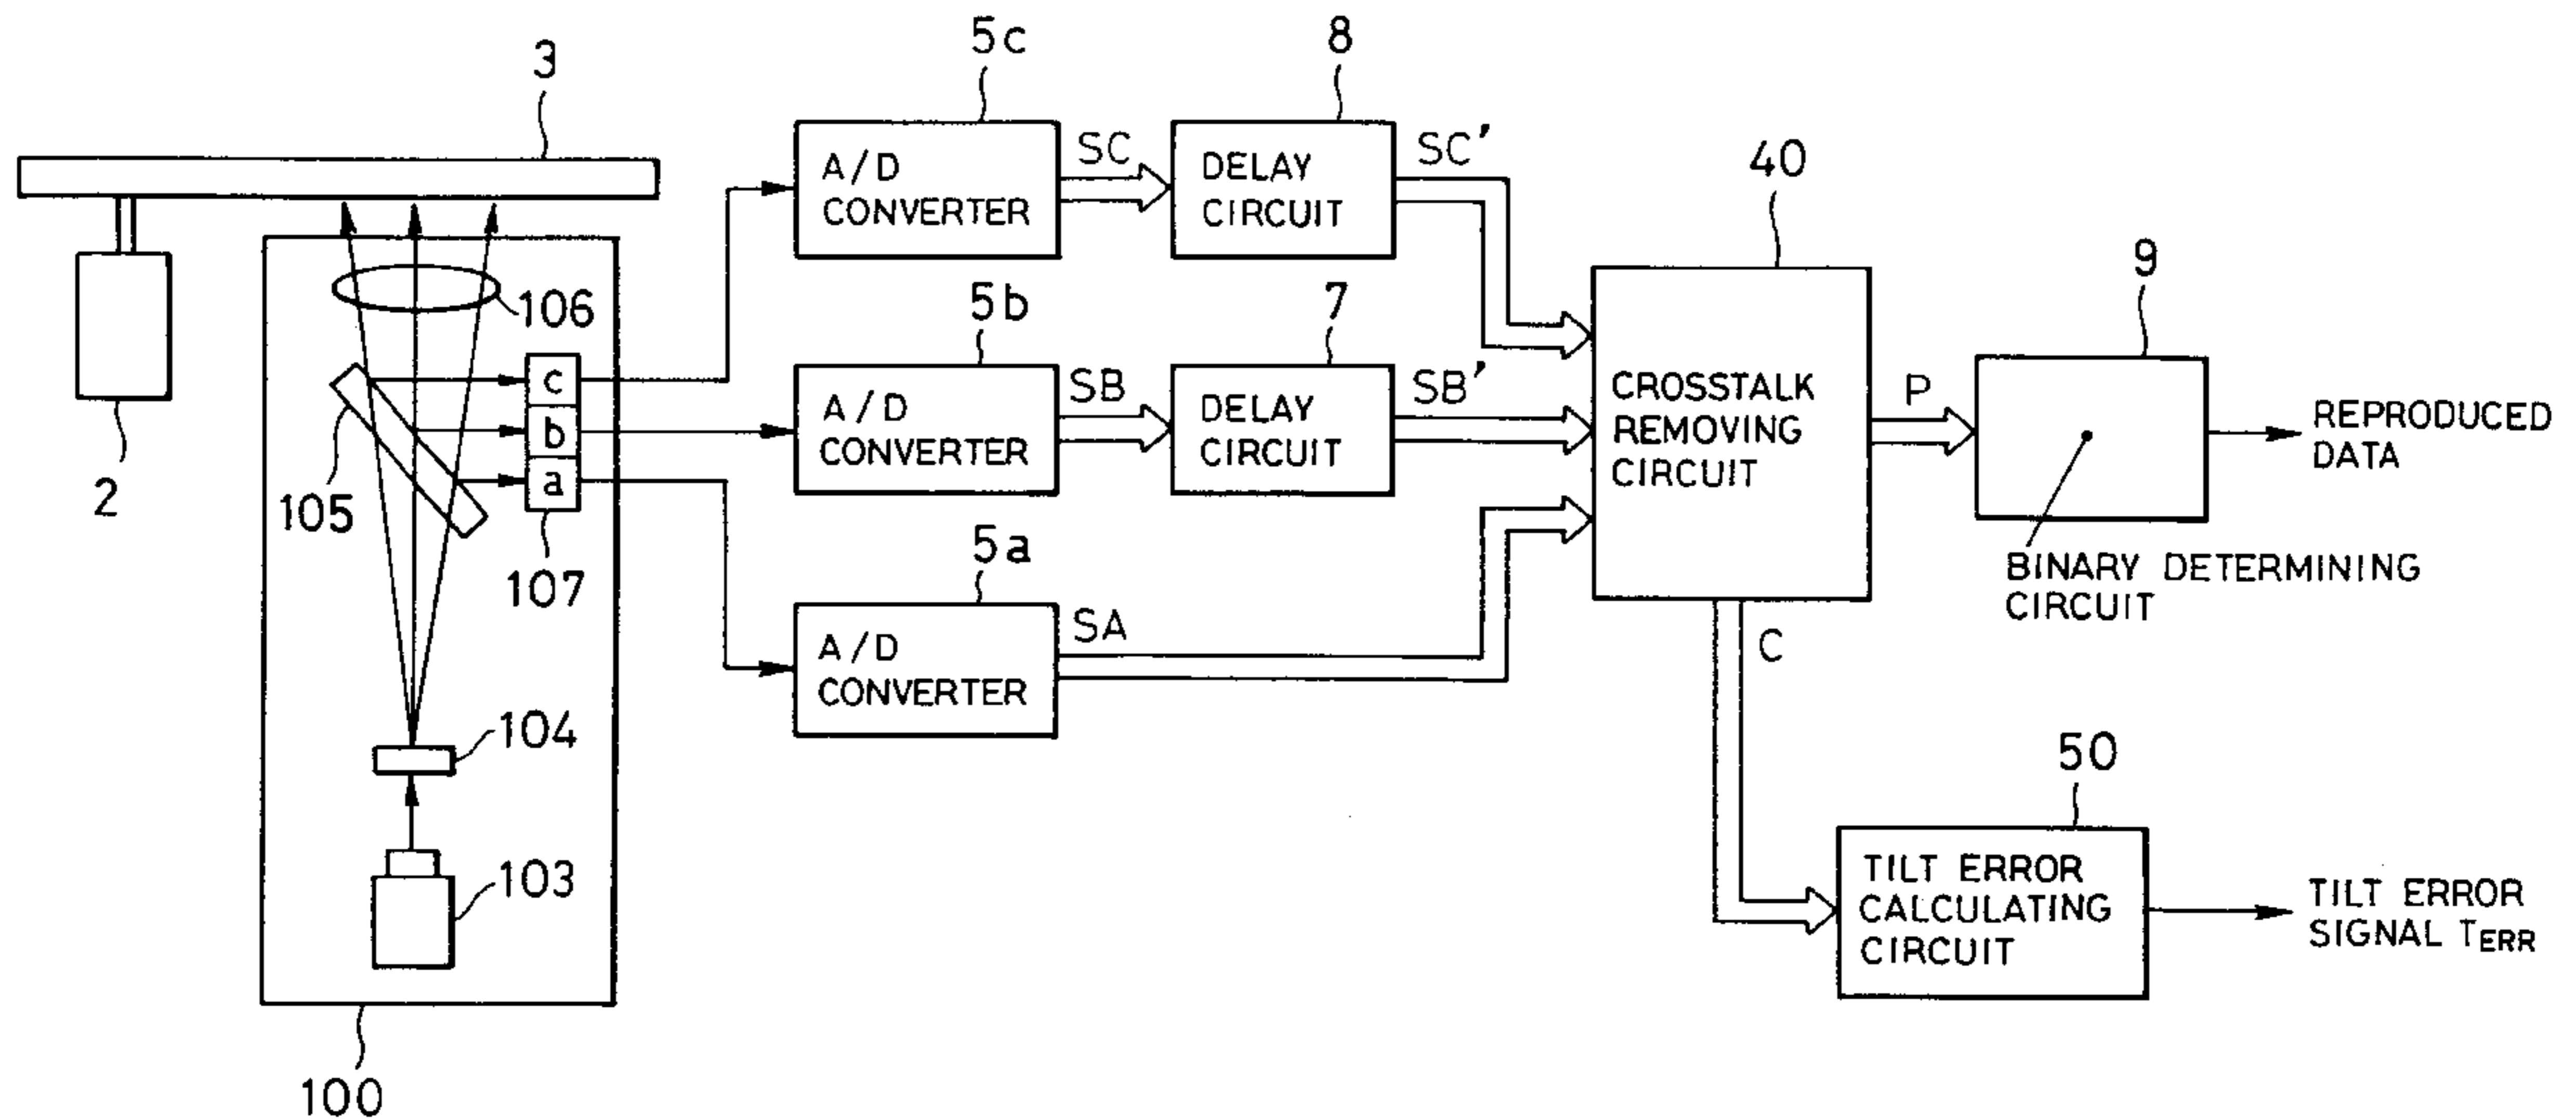 3
5c
8
A/D
CONVERTER
SC
DELAY
CIRCUIT
SC'
40
106
5b
7
9
2
105
c
b
a
107
A/D
CONVERTER
SB
DELAY
CIRCUIT
SB'
CROSSTALK
REMOVING
CIRCUIT
P
REPRODUCED
DATA
BINARY DETERMINING
CIRCUIT
5a
A/D
CONVERTER
SA
C
104
103
50
TILT ERROR
CALCULATING
CIRCUIT
TILT ERROR
SIGNAL TERR
100